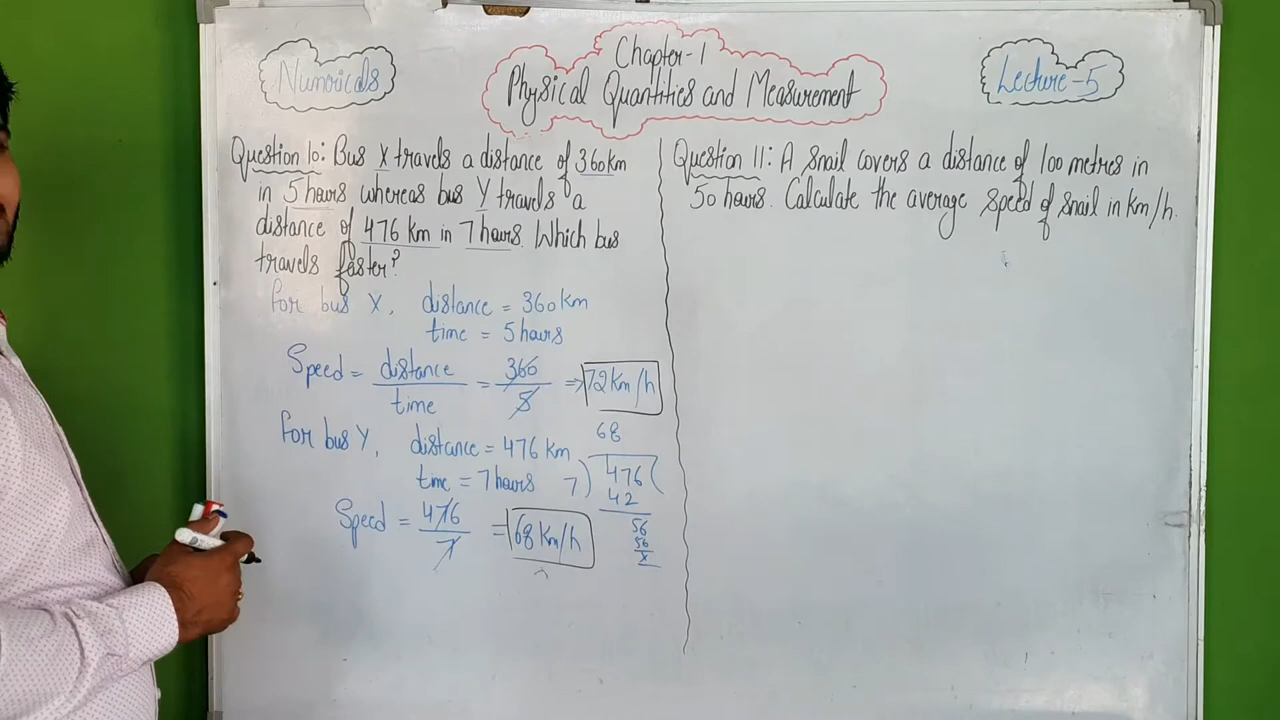 Numricals
Chapter-1
Physical Quantities and Measurement
Lecture-5
Question 10: Bus X travels a distance of 360km
in 5 hours whereas bus Y travels a
distance of 476 km in 7 hours. Which bus
travels faster?
for bus X, distance = 360km
time = 5 hours
Speed = distance/time = 360/5 ⇒ 72 km/h
for bus Y, distance = 476 km
time = 7 hours
Speed = 476/7 = 68 km/h
68
7) 476 (
42
56
56
x
Question 11: A snail covers a distance of 100 metres in
50 hours. Calculate the average speed of snail in km/h.